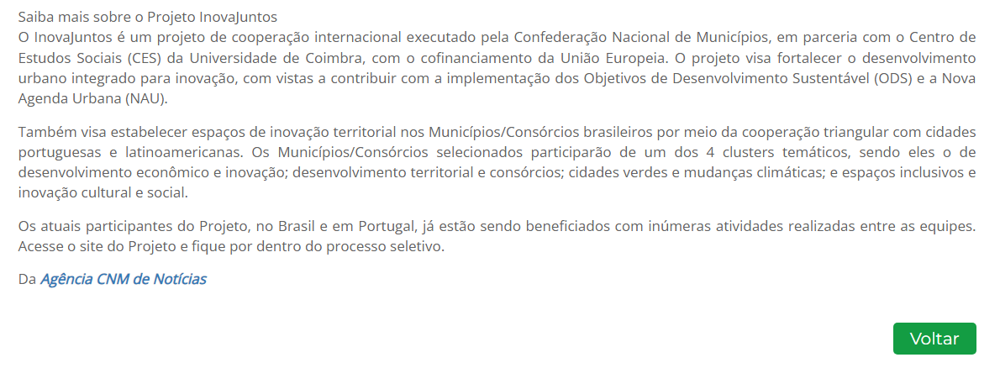 Saiba mais sobre o Projeto InovaJuntos
O InovaJuntos é um projeto de cooperação internacional executado pela Confederação Nacional de Municípios, em parceria com o Centro de
Estudos Sociais (CES) da Universidade de Coimbra, com o cofinanciamento da União Europeia. O projeto visa fortalecer o desenvolvimento
urbano integrado para inovação, com vistas a contribuir com a implementação dos Objetivos de Desenvolvimento Sustentável (ODS) e a Nova
Agenda Urbana (NAU).
Também visa estabelecer espaços de inovação territorial nos Municípios/Consórcios brasileiros por meio da cooperação triangular com cidades
portuguesas e latinoamericanas. Os Municípios/Consórcios selecionados participarão de um dos 4 clusters temáticos, sendo eles o de
desenvolvimento econômico e inovação; desenvolvimento territorial e consórcios; cidades verdes e mudanças climáticas; e espaços inclusivos e
inovação cultural e social.
Os atuais participantes do Projeto, no Brasil e em Portugal, já estão sendo beneficiados com inúmeras atividades realizadas entre as equipes.
Acesse o site do Projeto e fique por dentro do processo seletivo.
Da Agência CNM de Notícias
Voltar